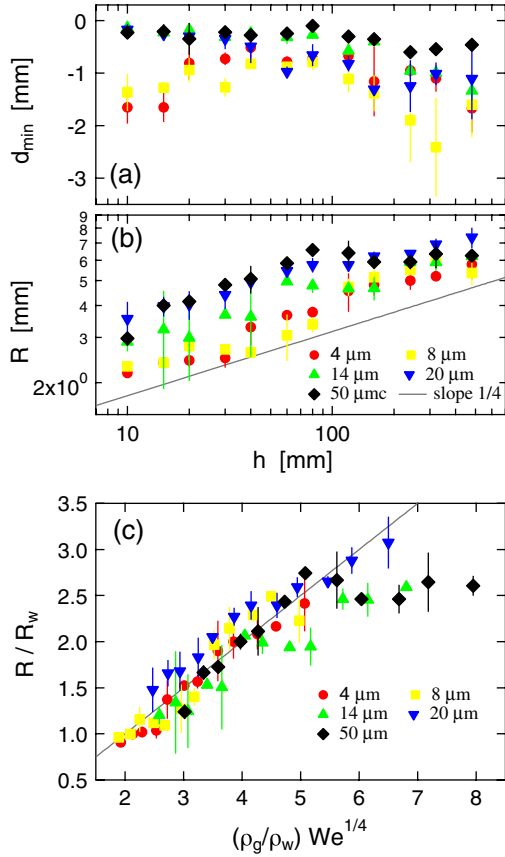 0
-1
-2
-3
d_min [mm]
(a)
(b)
9
8
7
6
5
4
3
2x10^0
R [mm]
4 μm
8 μm
14 μm
20 μm
50 μmc
slope 1/4
10
100
h [mm]
(c)
3.5
3.0
2.5
2.0
1.5
1.0
0.5
R / R_w
4 μm
8 μm
14 μm
20 μm
50 μm
2 3 4 5 6 7 8
(ρ_g/ρ_w) We^1/4